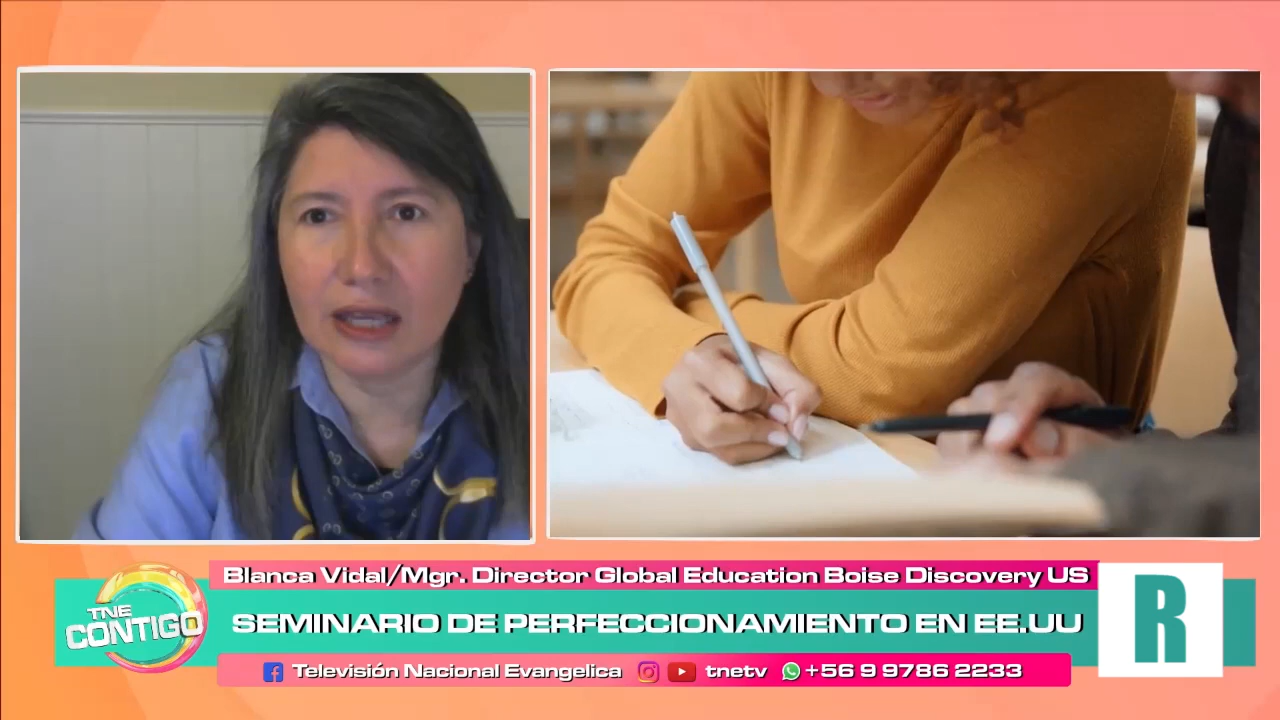 Blanca Vidal/Mgr. Director Global Education Boise Discovery US
TNE
CONTIGO
SEMINARIO DE PERFECCIONAMIENTO EN EE.UU
R
Televisión Nacional Evangelica tnetv +56 9 9786 2233